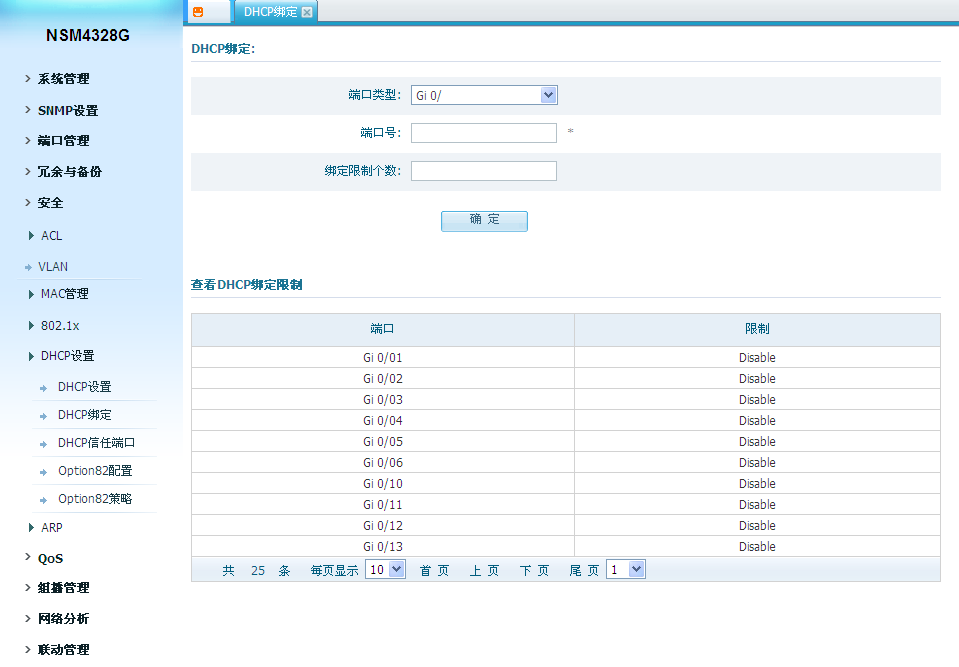 NSM4328G
系统管理
SNMP设置
端口管理
冗余与备份
安全
ACL
VLAN
MAC管理
802.1x
DHCP设置
DHCP设置
DHCP绑定
DHCP信任端口
Option82配置
Option82策略
ARP
QoS
组播管理
网络分析
联动管理
DHCP绑定
DHCP绑定:
端口类型: Gi 0/
端口号: *
绑定限制个数:
确 定
查看DHCP绑定限制
端口 限制
Gi 0/01 Disable
Gi 0/02 Disable
Gi 0/03 Disable
Gi 0/04 Disable
Gi 0/05 Disable
Gi 0/06 Disable
Gi 0/10 Disable
Gi 0/11 Disable
Gi 0/12 Disable
Gi 0/13 Disable
共 25 条 每页显示 10 首 页 上 页 下 页 尾 页 1